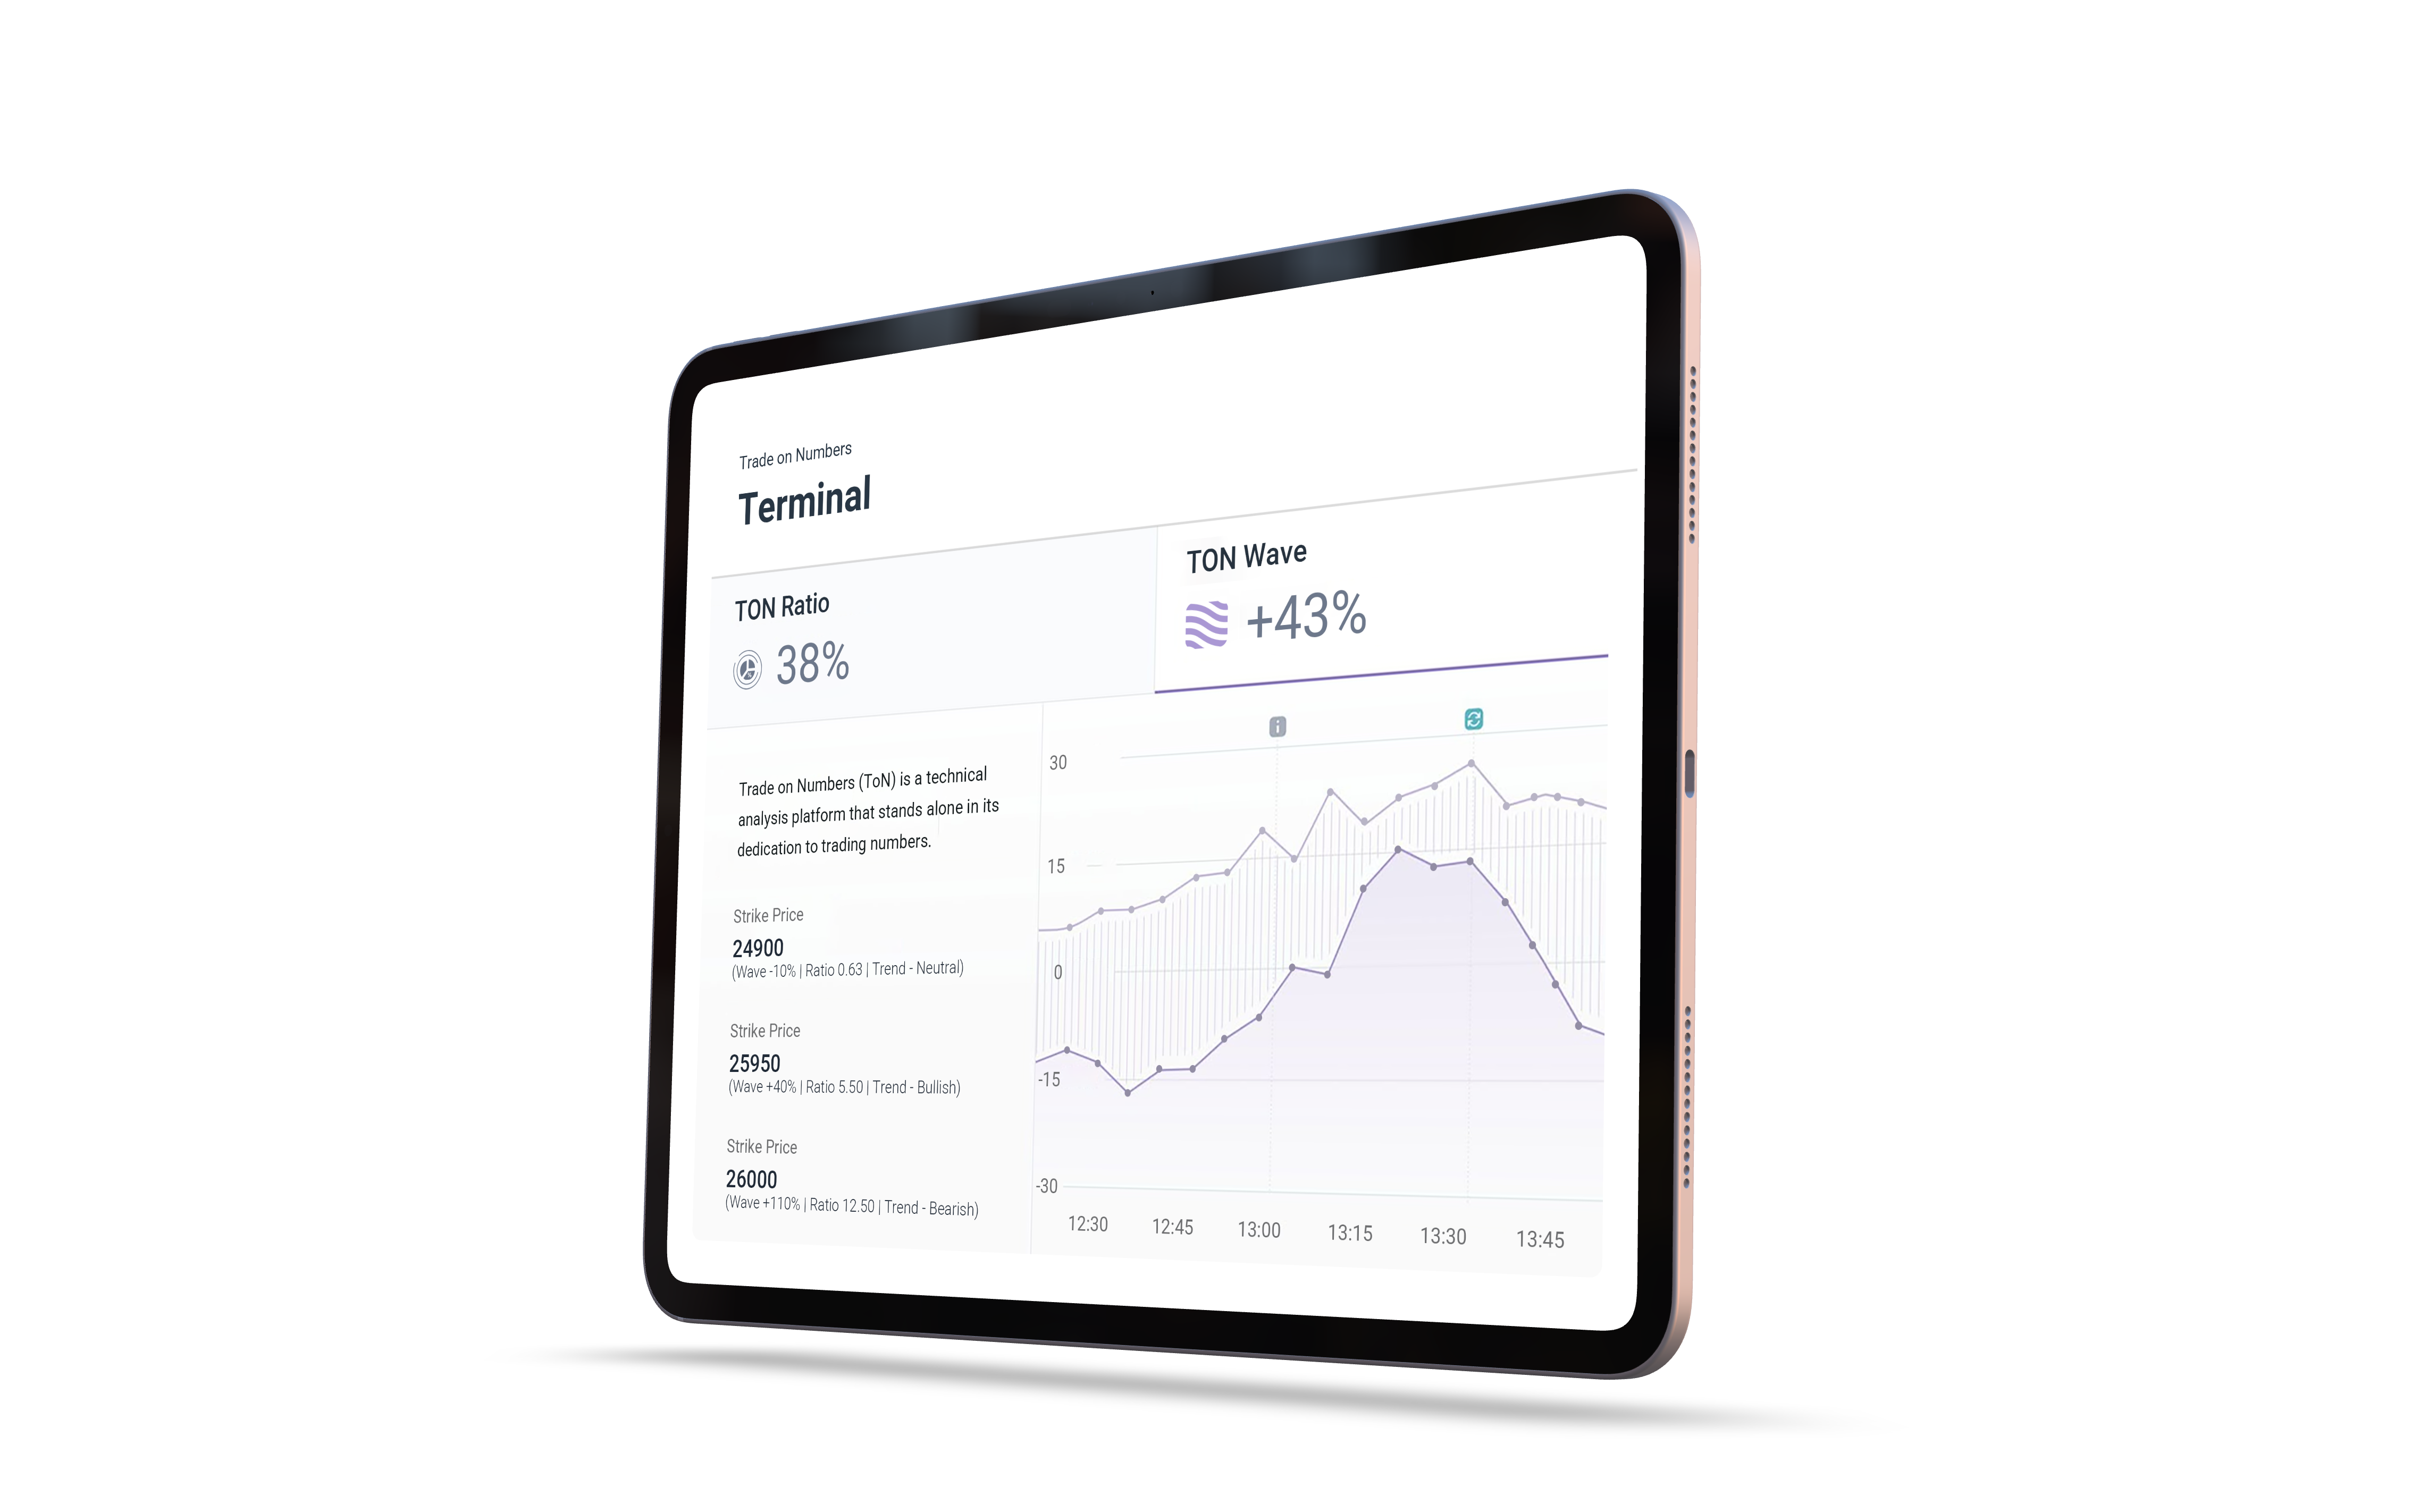 Trade on Numbers
Terminal
TON Ratio
38%
TON Wave
+43%
Trade on Numbers (ToN) is a technical
analysis platform that stands alone in its
dedication to trading numbers.
Strike Price
24900
(Wave -10% | Ratio 0.63 | Trend - Neutral)
Strike Price
25950
(Wave +40% | Ratio 5.50 | Trend - Bullish)
Strike Price
26000
(Wave +110% | Ratio 12.50 | Trend - Bearish)
i
30
15
0
-15
-30
12:30 12:45 13:00 13:15 13:30 13:45